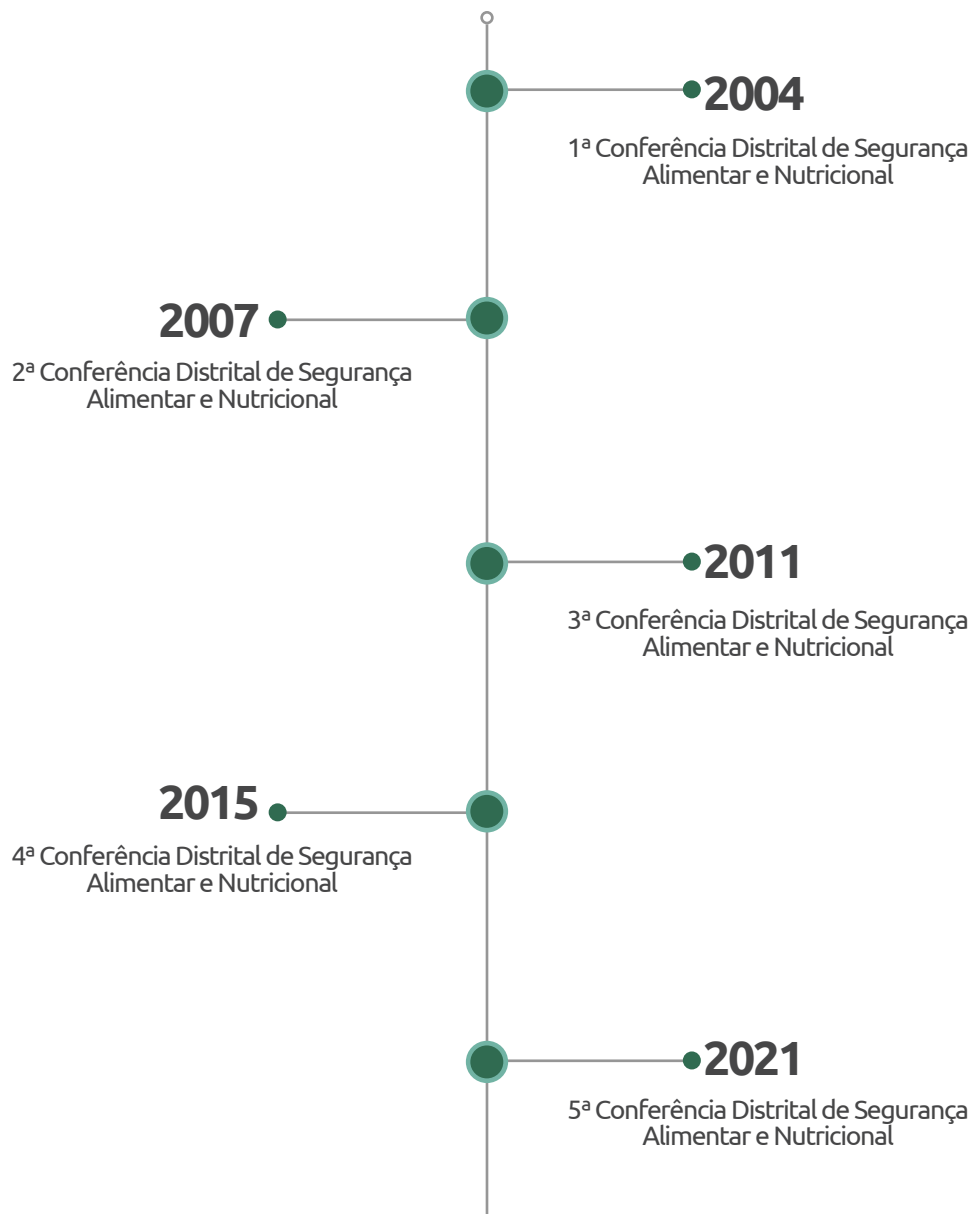 2004
1ª Conferência Distrital de Segurança
Alimentar e Nutricional
2007
2ª Conferência Distrital de Segurança
Alimentar e Nutricional
2011
3ª Conferência Distrital de Segurança
Alimentar e Nutricional
2015
4ª Conferência Distrital de Segurança
Alimentar e Nutricional
2021
5ª Conferência Distrital de Segurança
Alimentar e Nutricional